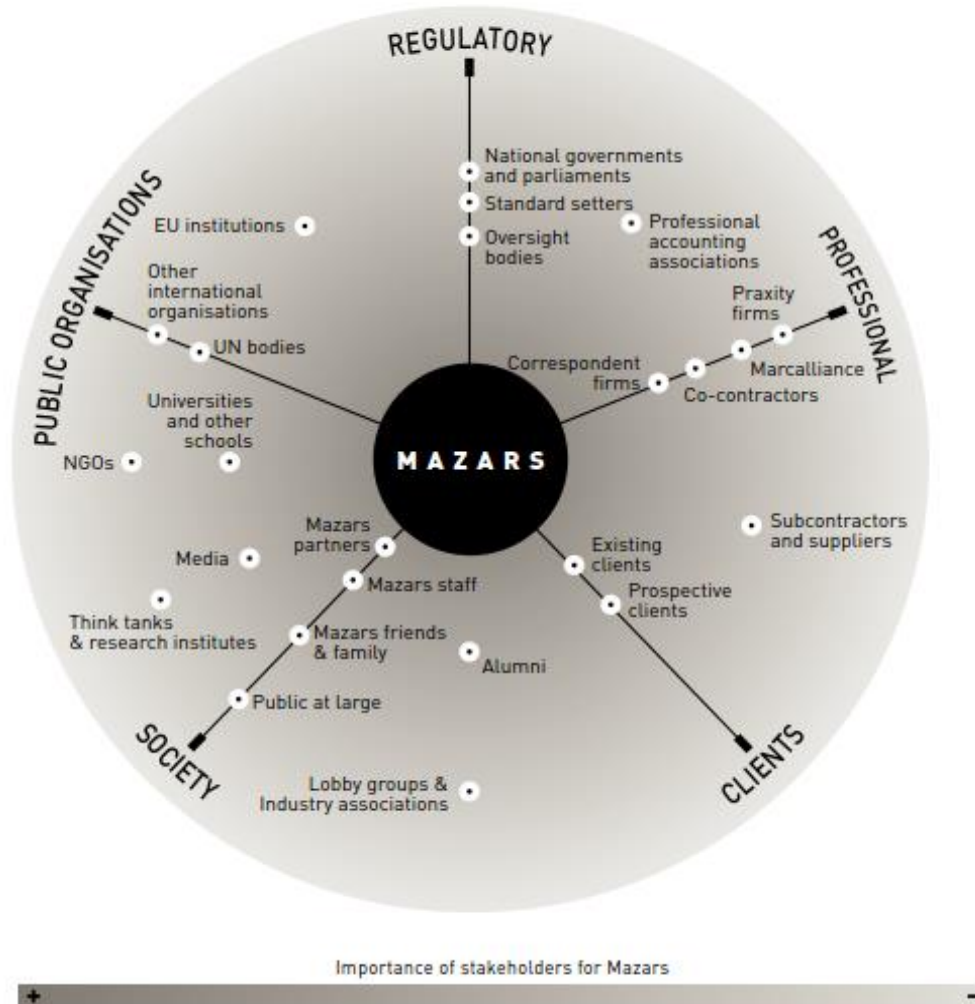 REGULATORY
National governments
and parliaments
Standard setters
Oversight
bodies
Professional
accounting
associations
EU institutions
PUBLIC ORGANISATIONS
Other
international
organisations
UN bodies
PROFESSIONAL
Praxity
firms
Marcalliance
Correspondent
firms
Co-contractors
Universities
and other
schools
NGOs
MAZARS
Subcontractors
and suppliers
Mazars
partners
Existing
clients
Media
Mazars staff
Prospective
clients
Think tanks
& research institutes
Mazars friends
& family
Alumni
Public at large
SOCIETY
CLIENTS
Lobby groups &
Industry associations
Importance of stakeholders for Mazars
+ -